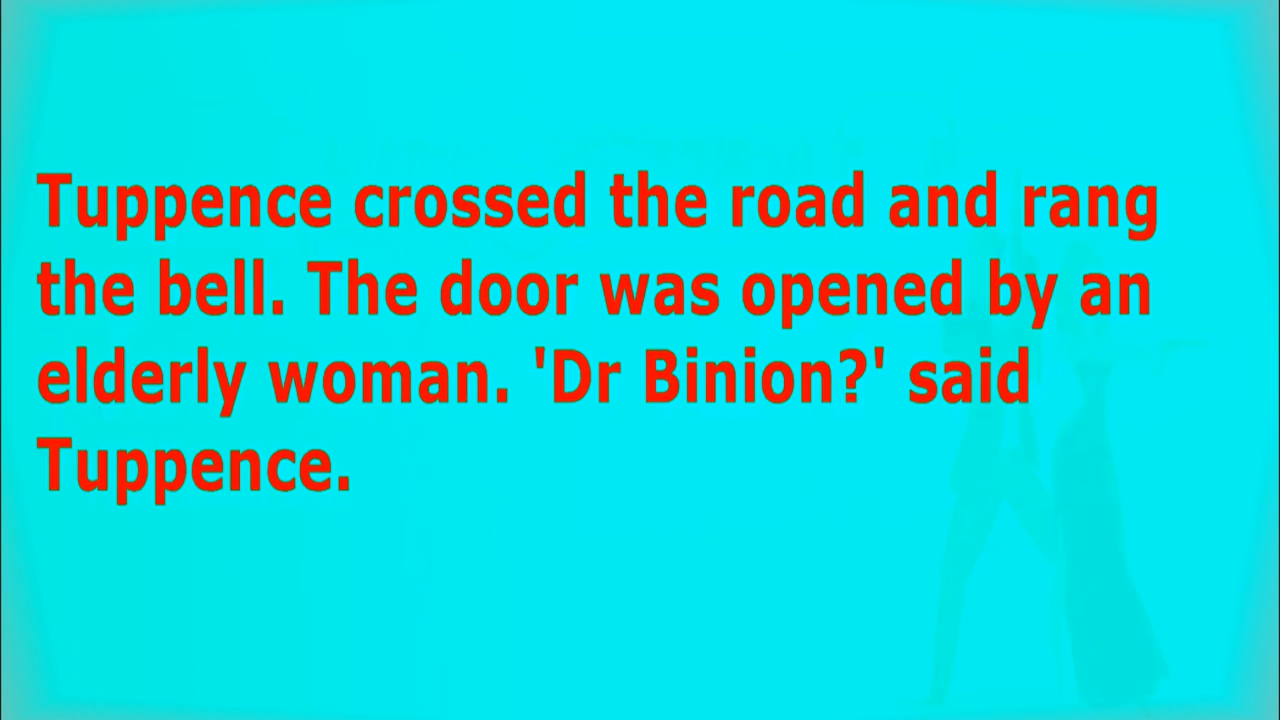 Tuppence crossed the road and rang
the bell. The door was opened by an
elderly woman. 'Dr Binion?' said
Tuppence.